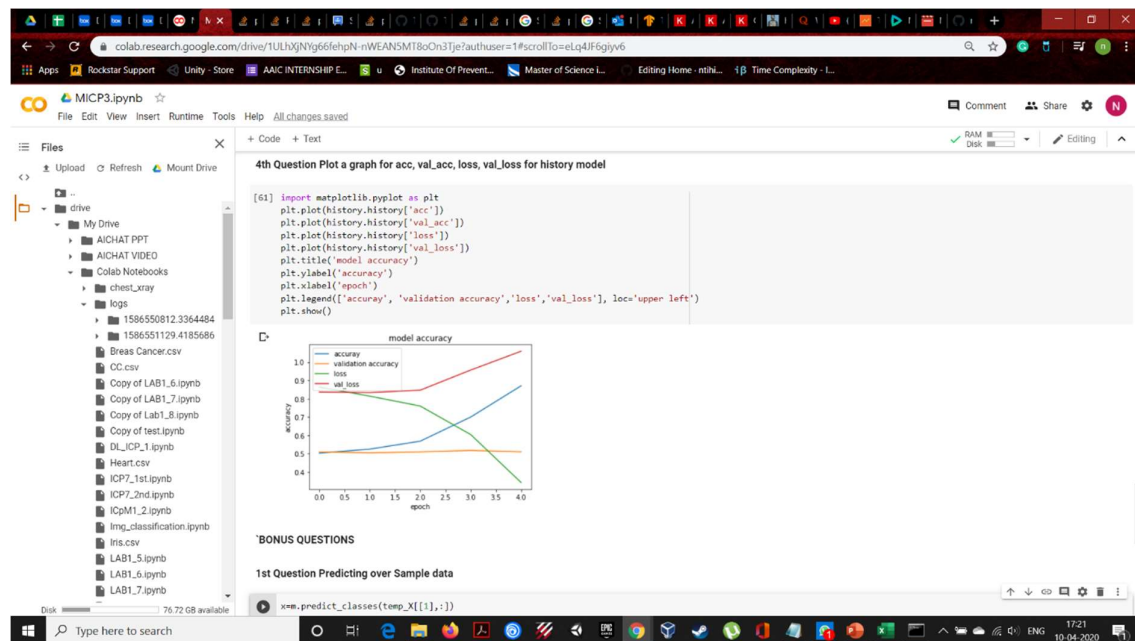 colab.research.google.com/drive/1ULhXjNYg66fehpN-nWEAN5MT8oOn3Tje?authuser=1#scrollTo=eLq4JF6giyv6
Apps Rockstar Support Unity - Store AAIC INTERNSHIP E... S u Institute Of Prevent... Master of Science i... Editing Home · ntihi... Time Complexity - I...
CO MICP3.ipynb
File Edit View Insert Runtime Tools Help All changes saved
Comment Share N
Files
+ Code + Text
RAM
Disk
Editing
Upload Refresh Mount Drive
..
drive
My Drive
AICHAT PPT
AICHAT VIDEO
Colab Notebooks
chest_xray
logs
1586550812.3364484
1586551129.4185686
Breas Cancer.csv
CC.csv
Copy of LAB1_6.ipynb
Copy of LAB1_7.ipynb
Copy of Lab1_8.ipynb
Copy of test.ipynb
DL_ICP_1.ipynb
Heart.csv
ICP7_1st.ipynb
ICP7_2nd.ipynb
ICpM1_2.ipynb
Img_classification.ipynb
Iris.csv
LAB1_5.ipynb
LAB1_6.ipynb
LAB1_7.ipynb
Disk 76.72 GB available
4th Question Plot a graph for acc, val_acc, loss, val_loss for history model
[61] import matplotlib.pyplot as plt
plt.plot(history.history['acc'])
plt.plot(history.history['val_acc'])
plt.plot(history.history['loss'])
plt.plot(history.history['val_loss'])
plt.title('model accuracy')
plt.ylabel('accuracy')
plt.xlabel('epoch')
plt.legend(['accuray', 'validation accuracy','loss','val_loss'], loc='upper left')
plt.show()
model accuracy
accuray
validation accuracy
loss
val_loss
1.0
0.9
0.8
0.7
0.6
0.5
0.4
accuracy
0.0 0.5 1.0 1.5 2.0 2.5 3.0 3.5 4.0
epoch
`BONUS QUESTIONS
1st Question Predicting over Sample data
x=m.predict_classes(temp_X[[1],:])
Type here to search
ENG
17:21
10-04-2020